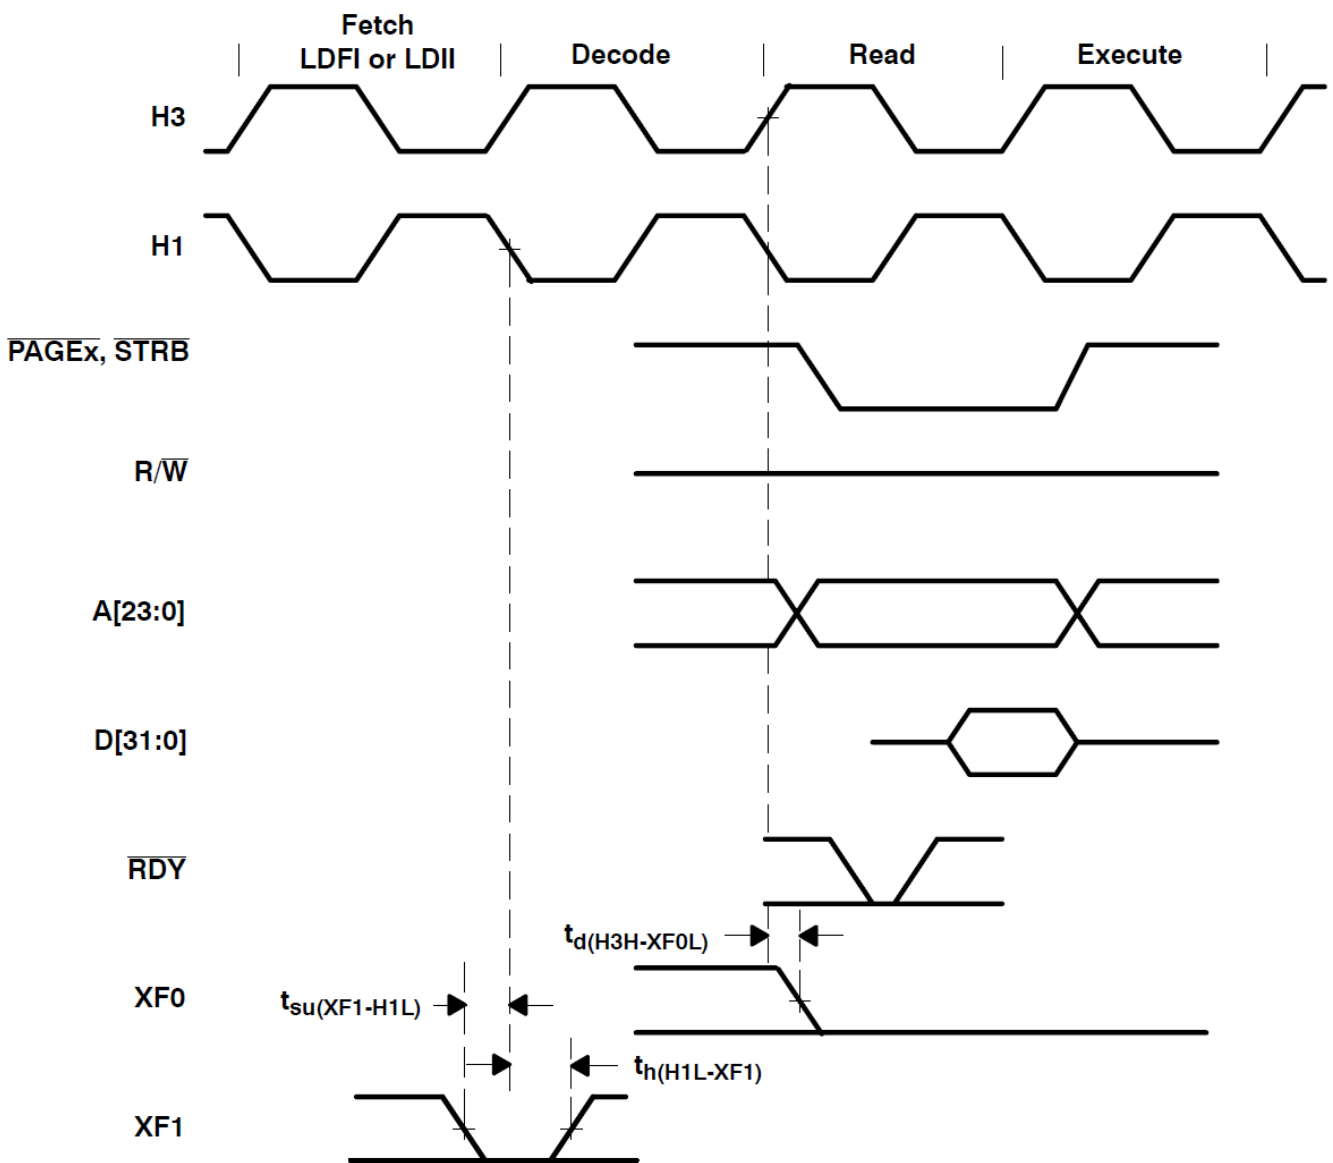 Fetch
LDFI or LDII
Decode
Read
Execute
H3
H1
PAGEx, STRB
R/W
A[23:0]
D[31:0]
RDY
td(H3H-XF0L)
XF0
tsu(XF1-H1L)
th(H1L-XF1)
XF1